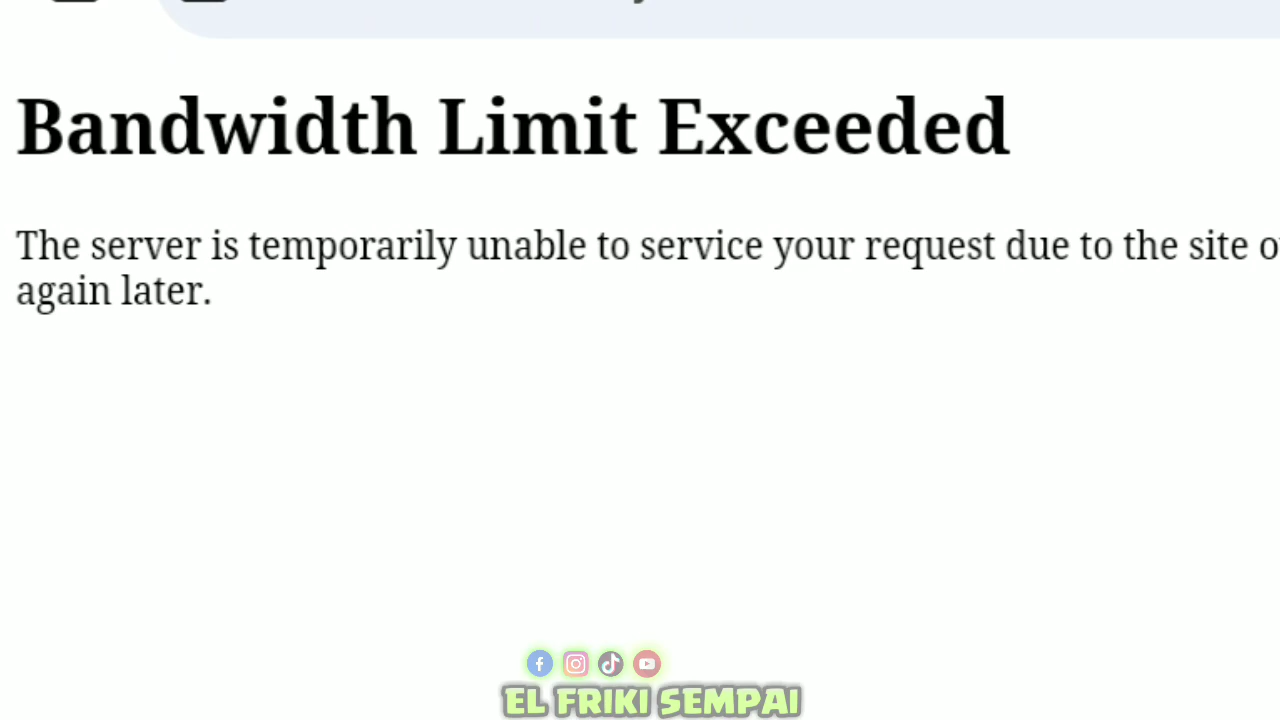 Bandwidth Limit Exceeded
The server is temporarily unable to service your request due to the site
again later.
EL FRIKI SEMPAI